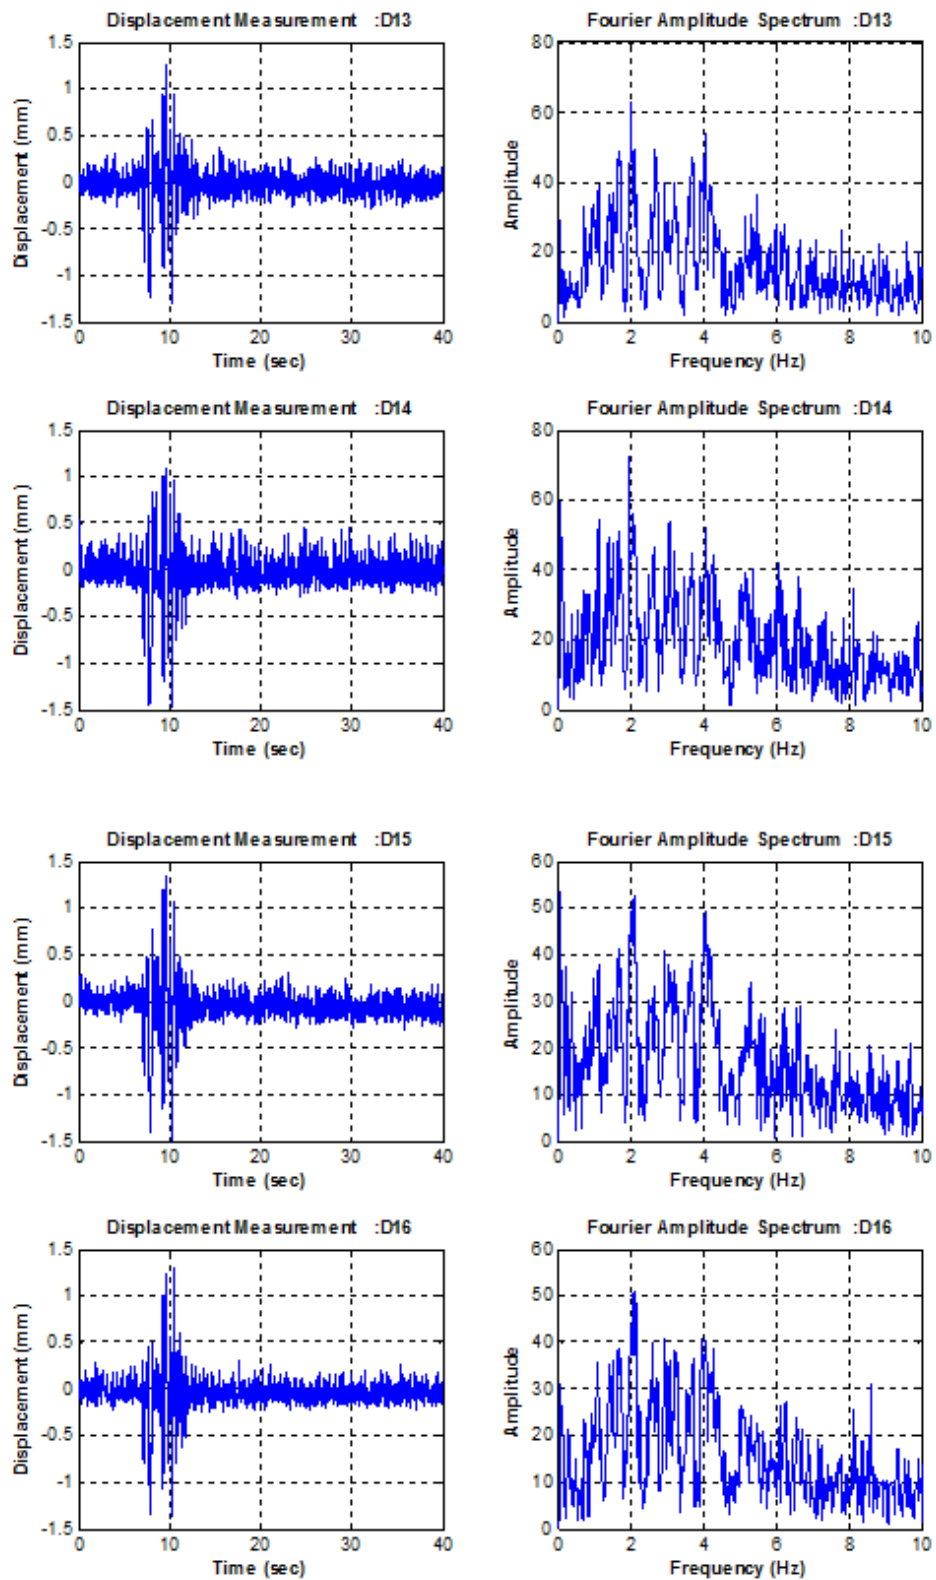 Displacement Measurement :D13
1.5
1
0.5
0
-0.5
-1
-1.5
Displacement (mm)
0 10 20 30 40
Time (sec)
Fourier Amplitude Spectrum :D13
80
60
40
20
0
Amplitude
0 2 4 6 8 10
Frequency (Hz)
Displacement Measurement :D14
1.5
1
0.5
0
-0.5
-1
-1.5
Displacement (mm)
0 10 20 30 40
Time (sec)
Fourier Amplitude Spectrum :D14
80
60
40
20
0
Amplitude
0 2 4 6 8 10
Frequency (Hz)
Displacement Measurement :D15
1.5
1
0.5
0
-0.5
-1
-1.5
Displacement (mm)
0 10 20 30 40
Time (sec)
Fourier Amplitude Spectrum :D15
60
50
40
30
20
10
0
Amplitude
0 2 4 6 8 10
Frequency (Hz)
Displacement Measurement :D16
1.5
1
0.5
0
-0.5
-1
-1.5
Displacement (mm)
0 10 20 30 40
Time (sec)
Fourier Amplitude Spectrum :D16
60
50
40
30
20
10
0
Amplitude
0 2 4 6 8 10
Frequency (Hz)